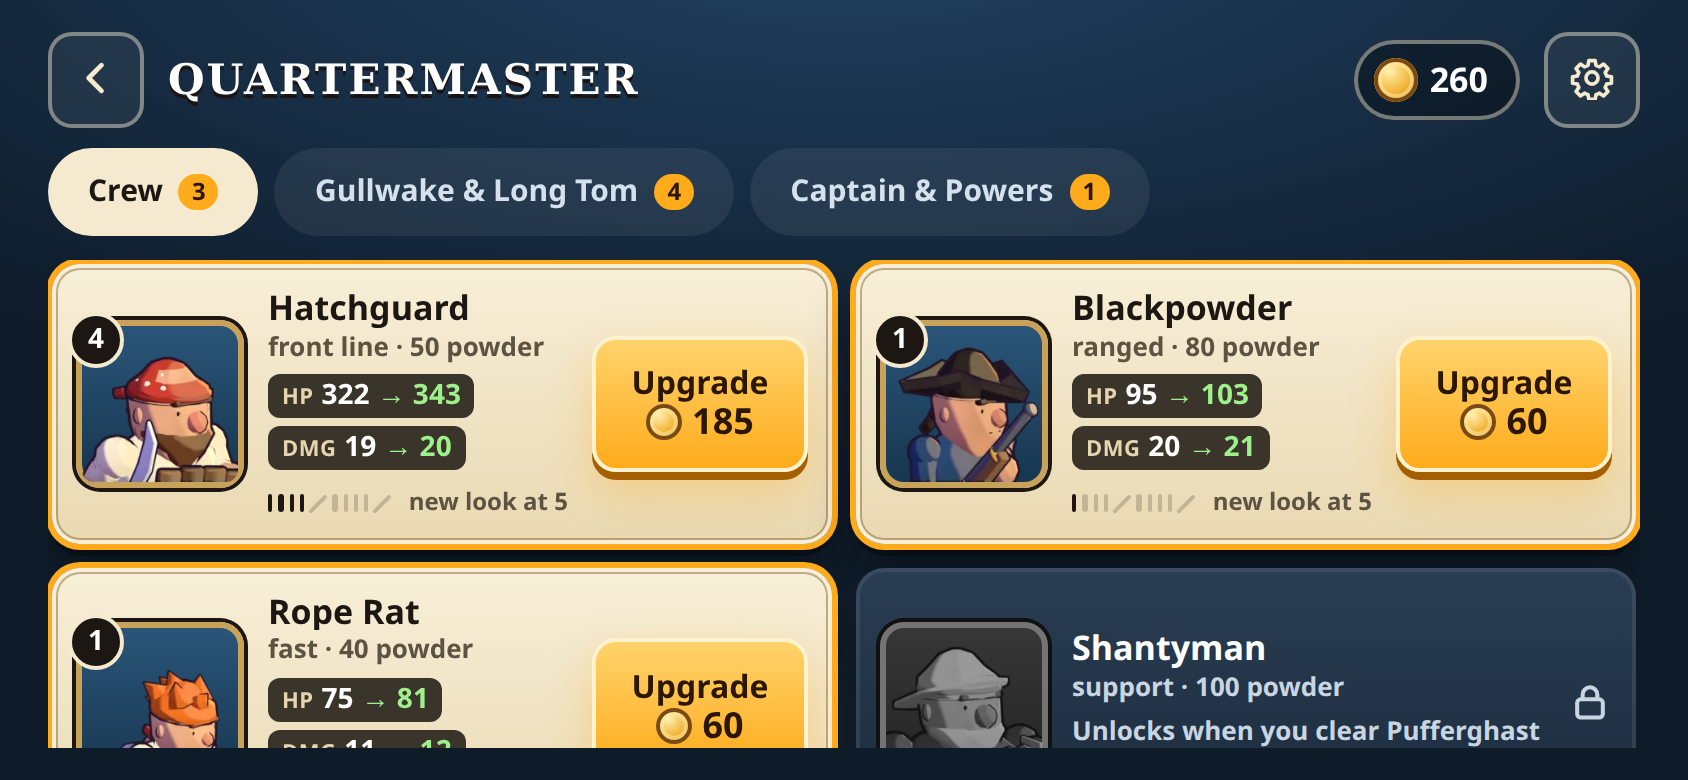 QUARTERMASTER
260
Crew 3
Gullwake & Long Tom 4
Captain & Powers 1
4
Hatchguard
front line · 50 powder
HP 322 → 343
DMG 19 → 20
new look at 5
Upgrade
185
1
Blackpowder
ranged · 80 powder
HP 95 → 103
DMG 20 → 21
new look at 5
Upgrade
60
1
Rope Rat
fast · 40 powder
HP 75 → 81
DMG 11 → 12
Upgrade
60
Shantyman
support · 100 powder
Unlocks when you clear Pufferghast